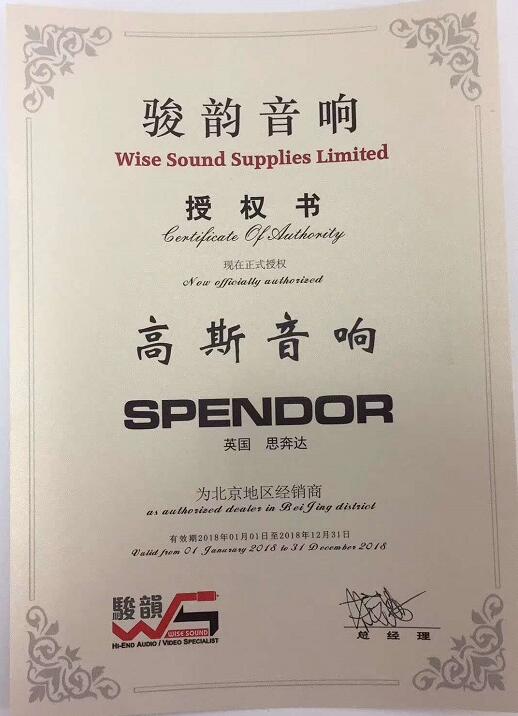 骏韵音响
Wise Sound Supplies Limited
授权书
Certificate Of Authority
现在正式授权
Now officially authorized
高斯音响
SPENDOR
英国 思奔达
为北京地区经销商
as authorized dealer in BeiJing district
有效期2018年01月01日至2018年12月31日
Valid from 01 Janurary 2018 to 31 December 2018
駿韻
WS
WISE SOUND
HI-END AUDIO / VIDEO SPECIALIST
总经理